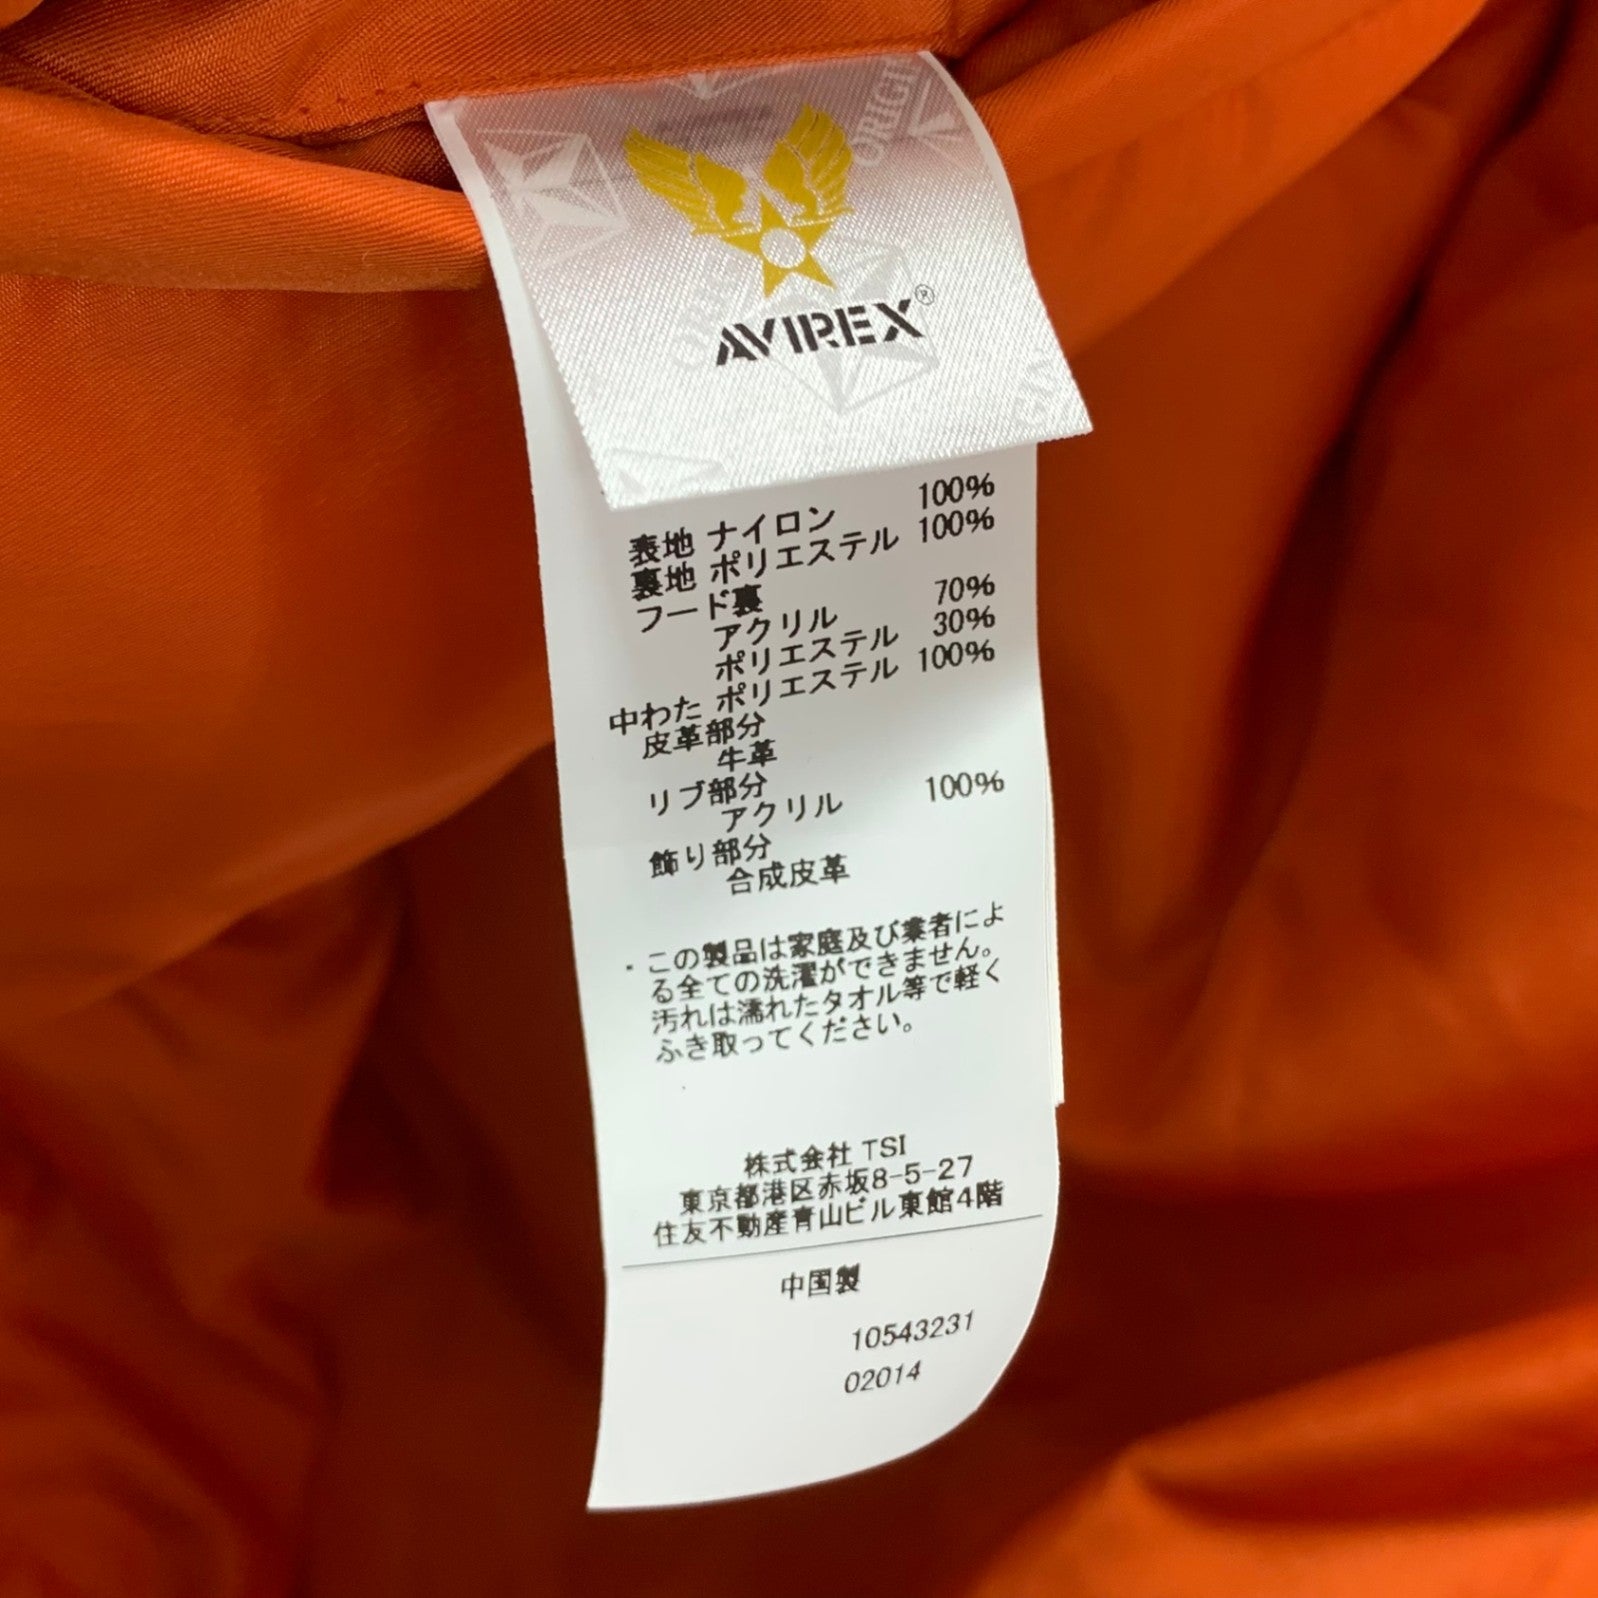 ORIGI
AVIREX®
表地 ナイロン 100%
裏地 ポリエステル 100%
フード裏
アクリル 70%
ポリエステル 30%
中わた ポリエステル 100%
皮革部分
牛革
リブ部分
アクリル 100%
飾り部分
合成皮革
・この製品は家庭及び業者によ
る全ての洗濯ができません。
汚れは濡れたタオル等で軽く
ふき取ってください。
株式会社 TSI
東京都港区赤坂8-5-27
住友不動産青山ビル東館4階
中国製
10543231
02014